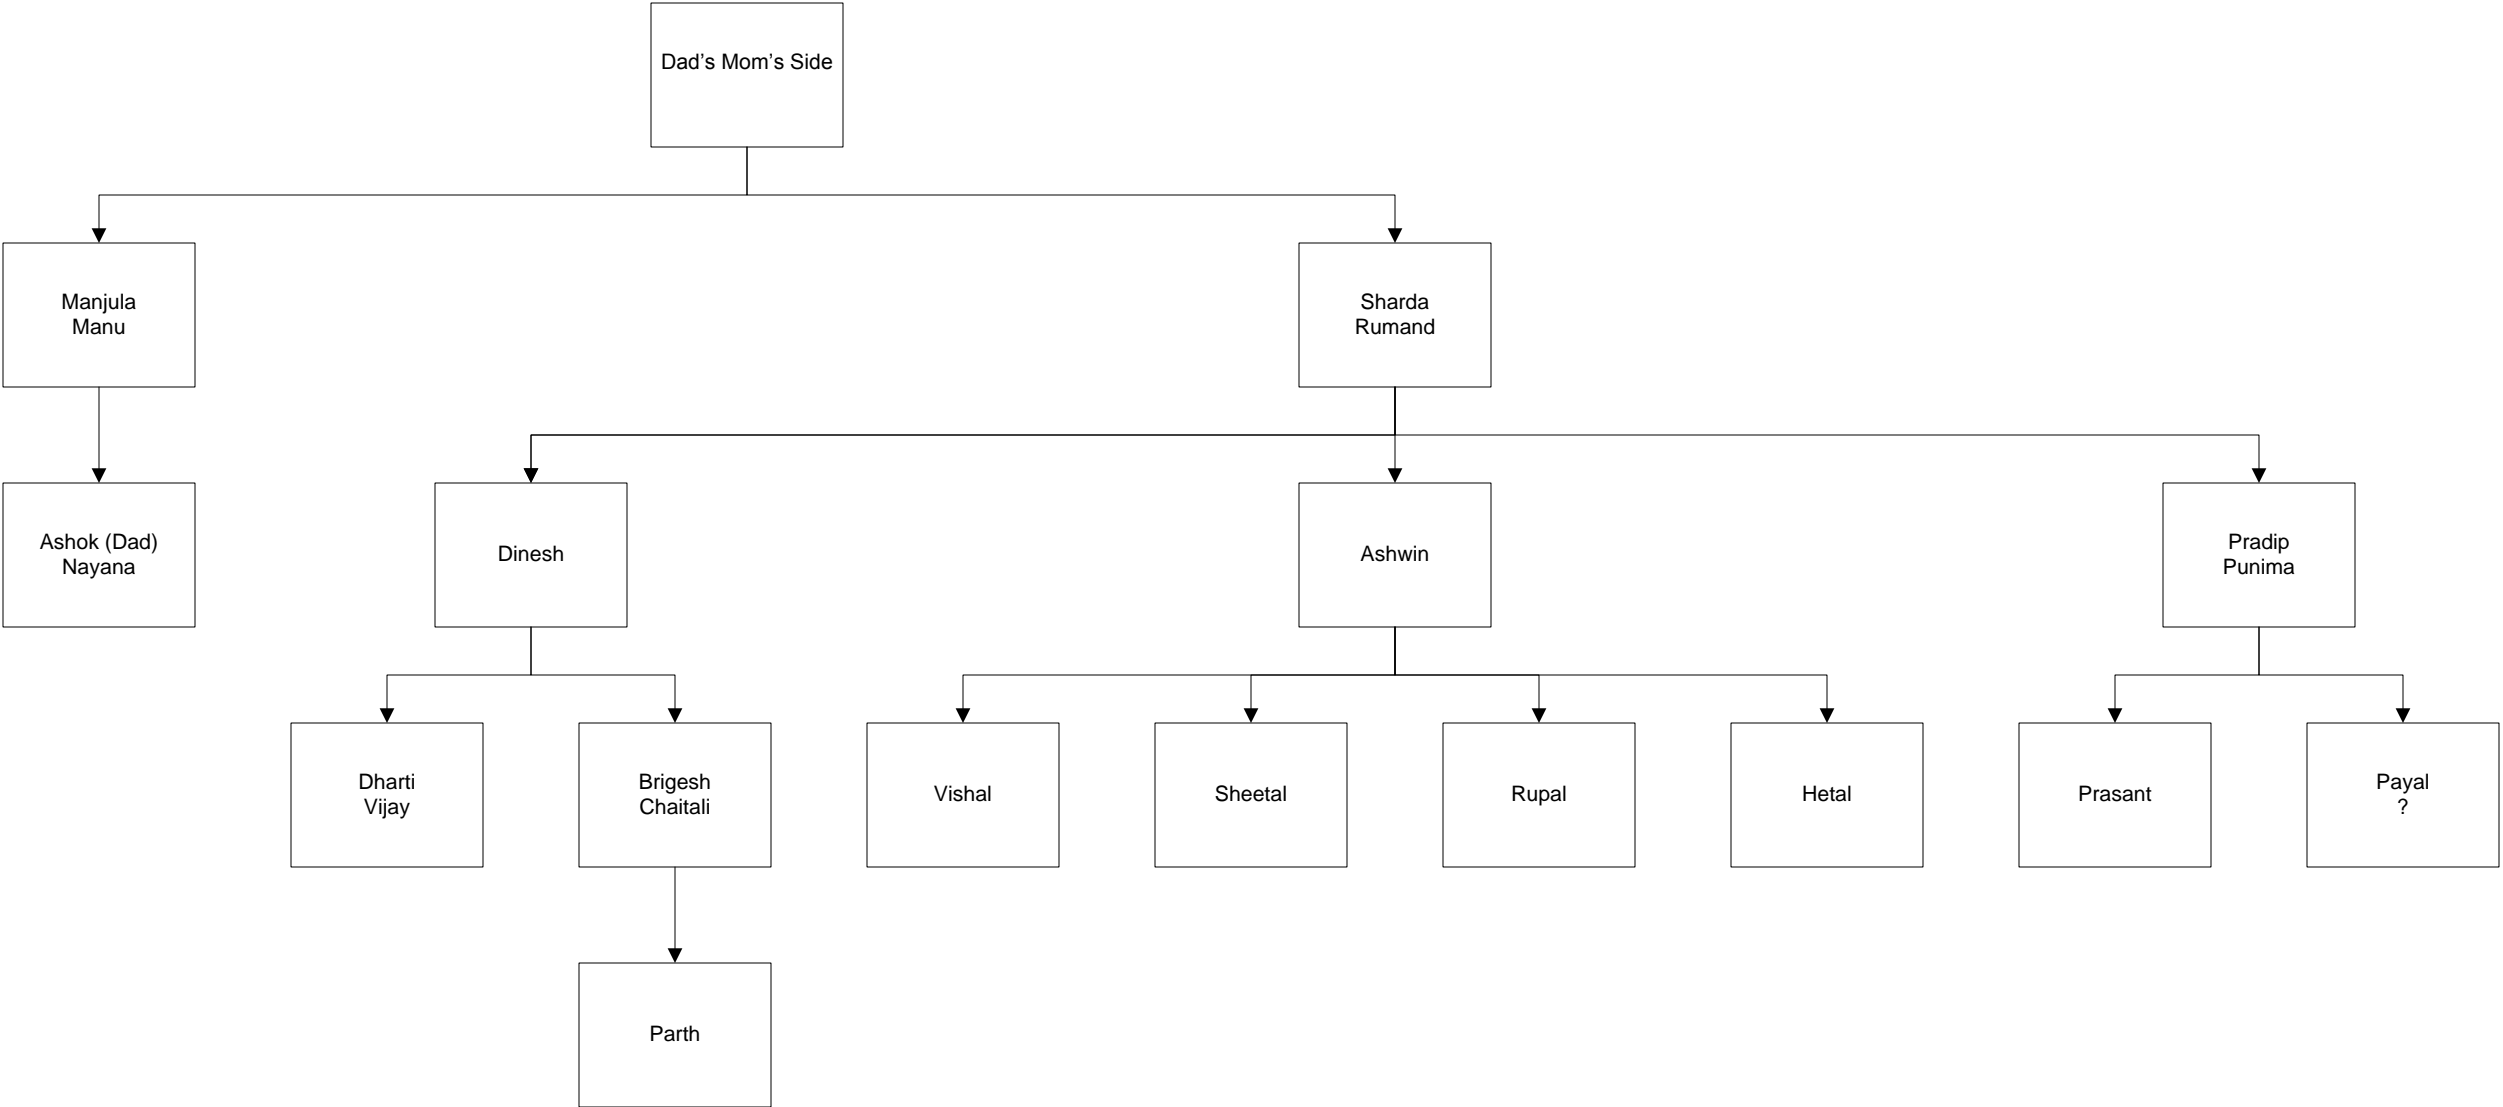 Dad’s Mom’s Side
Manjula
Manu
Sharda
Rumand
Ashok (Dad)
Nayana
Dinesh
Ashwin
Pradip
Punima
Dharti
Vijay
Brigesh
Chaitali
Vishal
Sheetal
Rupal
Hetal
Prasant
Payal
?
Parth